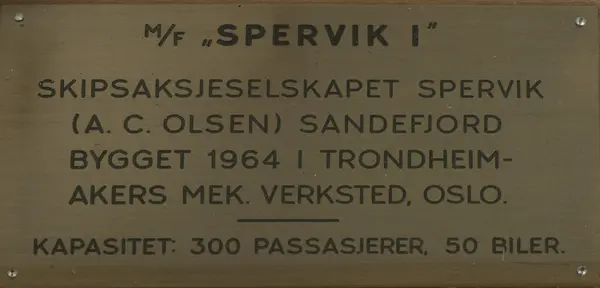 M/F „SPERVIK I"
SKIPSAKSJESELSKAPET SPERVIK
(A. C. OLSEN) SANDEFJORD
BYGGET 1964 I TRONDHEIM-
AKERS MEK. VERKSTED, OSLO.
KAPASITET: 300 PASSASJERER, 50 BILER.